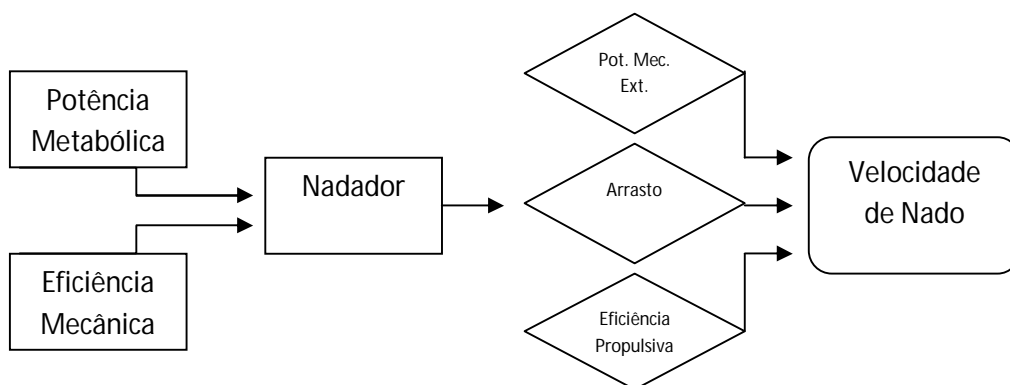 Potência
Metabólica
Eficiência
Mecânica
Nadador
Pot. Mec.
Ext.
Arrasto
Eficiência
Propulsiva
Velocidade
de Nado